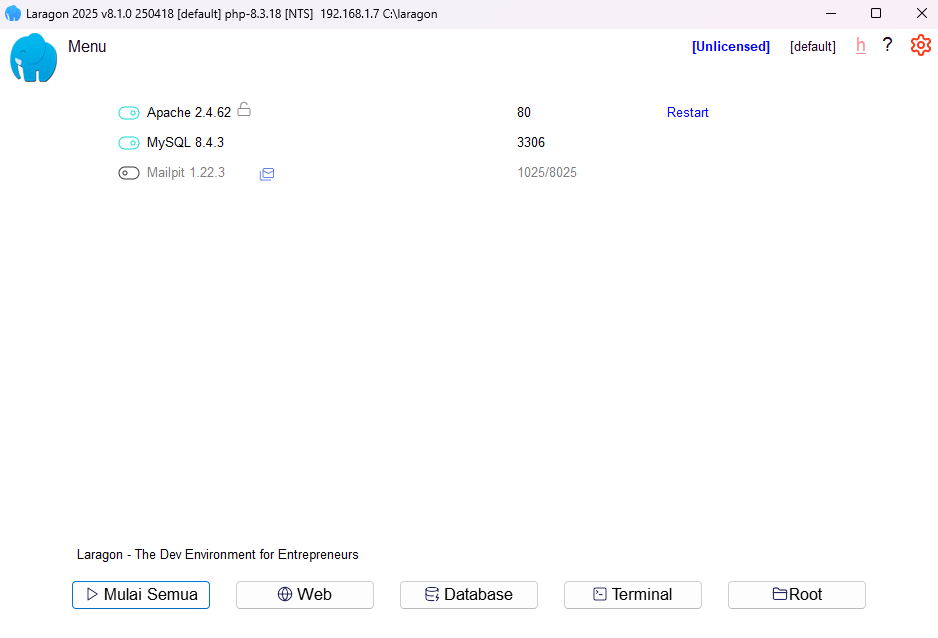 Laragon 2025 v8.1.0 250418 [default] php-8.3.18 [NTS] 192.168.1.7 C:\laragon
Menu [Unlicensed] [default] h ?
Apache 2.4.62 80 Restart
MySQL 8.4.3 3306
Mailpit 1.22.3 1025/8025
Laragon - The Dev Environment for Entrepreneurs
Mulai Semua Web Database Terminal Root